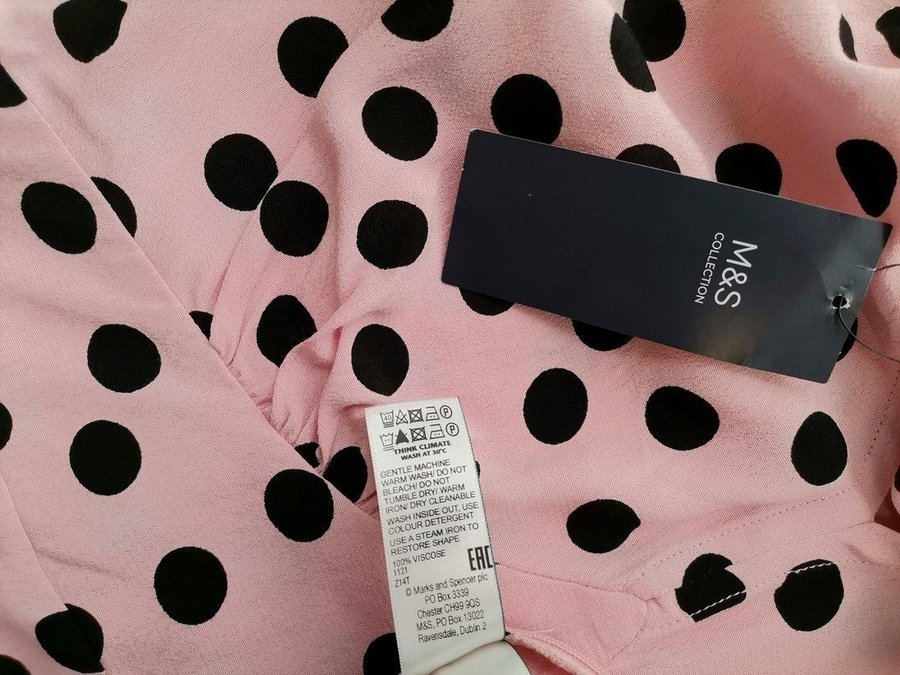 M&S
COLLECTION
40 P
P
THINK CLIMATE
WASH AT 30°C
GENTLE MACHINE
WARM WASH/ DO NOT
BLEACH/ DO NOT
TUMBLE DRY/ WARM
IRON/ DRY CLEANABLE
WASH INSIDE OUT, USE
COLOUR DETERGENT
USE A STEAM IRON TO
RESTORE SHAPE
100% VISCOSE
1121
Z14T
EAC
© Marks and Spencer plc
PO Box 3339
Chester CH99 9QS
M&S, PO Box 13022
Ravensdale, Dublin 2